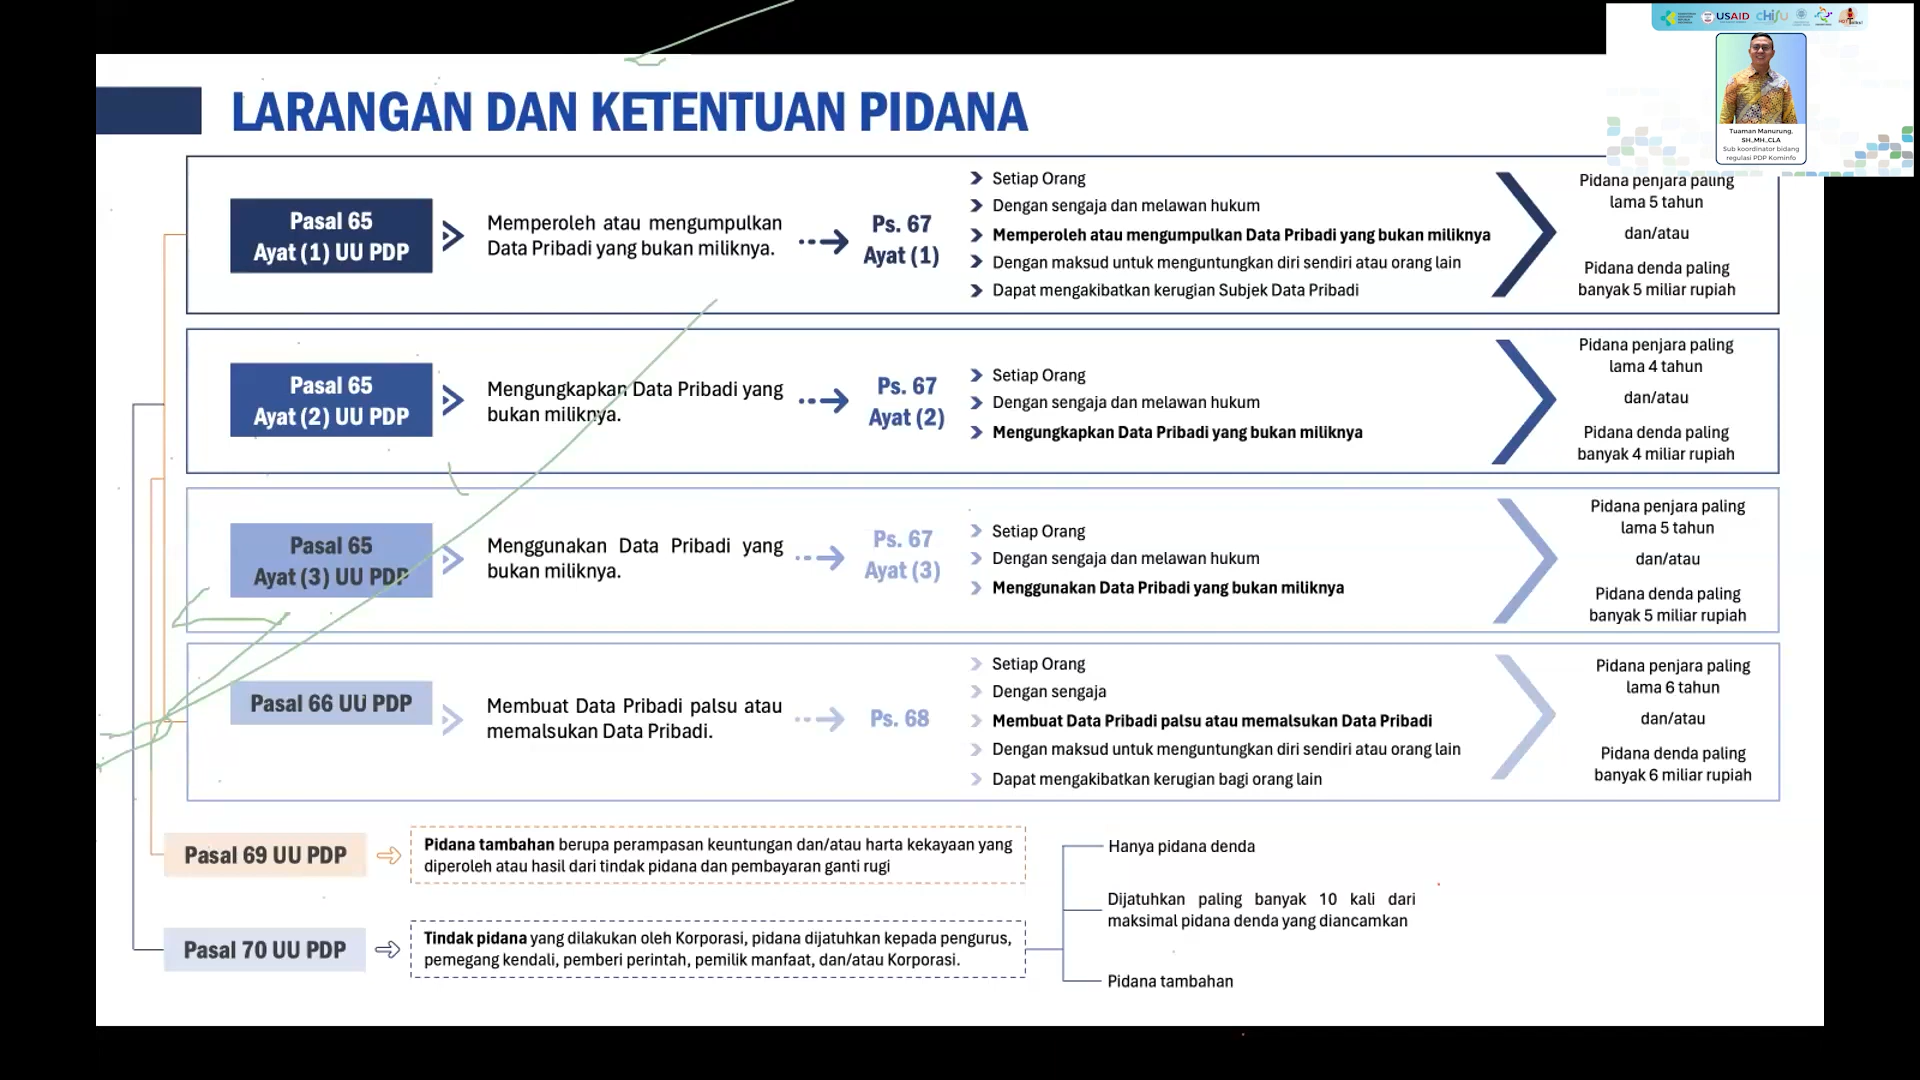 USAID
CHISU
Tuaman Manurung,
SH,.MH,.CLA
Sub koordinator bidang
regulasi PDP Kominfo
LARANGAN DAN KETENTUAN PIDANA
Pasal 65
Ayat (1) UU PDP
Memperoleh atau mengumpulkan
Data Pribadi yang bukan miliknya.
Ps. 67
Ayat (1)
Setiap Orang
Dengan sengaja dan melawan hukum
Memperoleh atau mengumpulkan Data Pribadi yang bukan miliknya
Dengan maksud untuk menguntungkan diri sendiri atau orang lain
Dapat mengakibatkan kerugian Subjek Data Pribadi
Pidana penjara paling
lama 5 tahun
dan/atau
Pidana denda paling
banyak 5 miliar rupiah
Pasal 65
Ayat (2) UU PDP
Mengungkapkan Data Pribadi yang
bukan miliknya.
Ps. 67
Ayat (2)
Setiap Orang
Dengan sengaja dan melawan hukum
Mengungkapkan Data Pribadi yang bukan miliknya
Pidana penjara paling
lama 4 tahun
dan/atau
Pidana denda paling
banyak 4 miliar rupiah
Pasal 65
Ayat (3) UU PDP
Menggunakan Data Pribadi yang
bukan miliknya.
Ps. 67
Ayat (3)
Setiap Orang
Dengan sengaja dan melawan hukum
Menggunakan Data Pribadi yang bukan miliknya
Pidana penjara paling
lama 5 tahun
dan/atau
Pidana denda paling
banyak 5 miliar rupiah
Pasal 66 UU PDP
Membuat Data Pribadi palsu atau
memalsukan Data Pribadi.
Ps. 68
Setiap Orang
Dengan sengaja
Membuat Data Pribadi palsu atau memalsukan Data Pribadi
Dengan maksud untuk menguntungkan diri sendiri atau orang lain
Dapat mengakibatkan kerugian bagi orang lain
Pidana penjara paling
lama 6 tahun
dan/atau
Pidana denda paling
banyak 6 miliar rupiah
Pasal 69 UU PDP
Pidana tambahan berupa perampasan keuntungan dan/atau harta kekayaan yang
diperoleh atau hasil dari tindak pidana dan pembayaran ganti rugi
Pasal 70 UU PDP
Tindak pidana yang dilakukan oleh Korporasi, pidana dijatuhkan kepada pengurus,
pemegang kendali, pemberi perintah, pemilik manfaat, dan/atau Korporasi.
Hanya pidana denda
Dijatuhkan paling banyak 10 kali dari
maksimal pidana denda yang diancamkan
Pidana tambahan